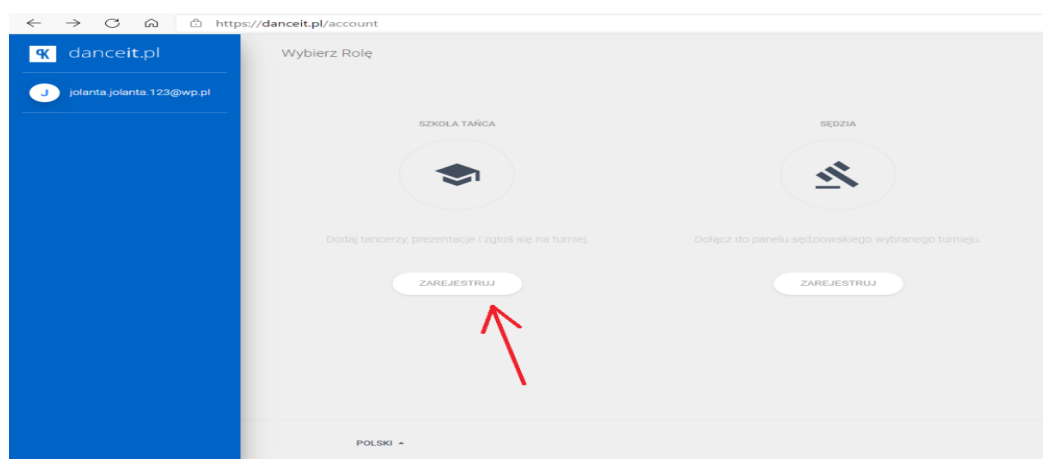 https://danceit.pl/account
danceit.pl
Wybierz Rolę
J jolanta.jolanta.123@wp.pl
SZKOŁA TAŃCA
SĘDZIA
Dodaj tancerzy, prezentacje i zgłoś się na turniej.
Dołącz do panelu sędziowskiego wybranego turnieju.
ZAREJESTRUJ
ZAREJESTRUJ
POLSKI